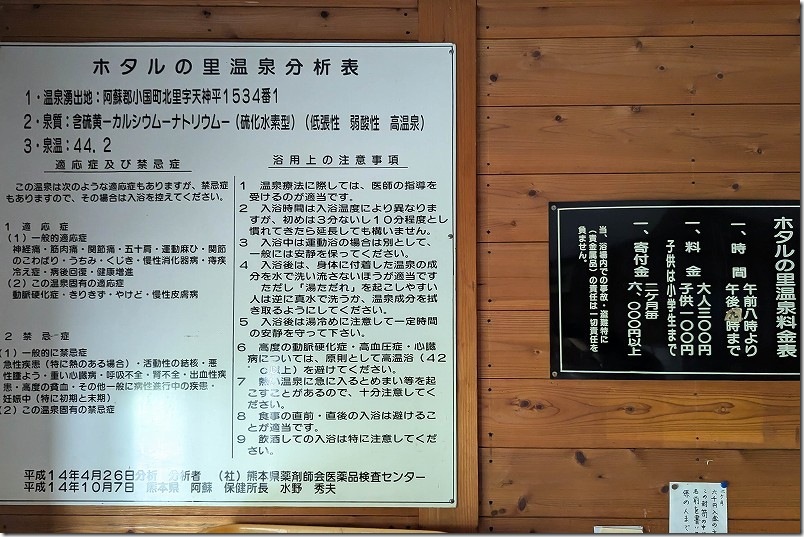 ホタルの里温泉分析表
1・温泉湧出地：阿蘇郡小国町北里字天神平1534番1
2・泉質：含硫黄ーカルシウムーナトリウムー（硫化水素型）（低張性 弱酸性 高温泉）
3・泉温：44．2
適応症及び禁忌症
この温泉は次のような適応症もありますが、禁忌症
もありますので、その場合は入浴を控えてください。
1 適 応 症
（1）一般的適応症
神経痛・筋肉痛・関節痛・五十肩・運動麻ひ・関節
のこわばり・うちみ・くじき・慢性消化器病・痔疾
冷え症・病後回復・健康増進
（2）この温泉固有の適応症
動脈硬化症・きりきず・やけど・慢性皮膚病
2 禁 忌 症
（1）一般的に禁忌症
急性疾患（特に熱のある場合）・活動性の結核・悪
性腫よう・重い心臓病・呼吸不全・腎不全・出血性疾
患・高度の貧血・その他一般に病性進行中の疾患・
妊娠中（特に初期と末期）
（2）この温泉固有の禁忌症
浴用上の注意事項
1 温泉療法に際しては、医師の指導を
受けるのが適当です。
2 入浴時間は入浴温度により異なりま
すが、初めは3分ないし10分程度とし
慣れてきたら延長しても構いません。
3 入浴中は運動浴の場合は別として、
一般には安静を保ってください。
4 入浴後は、身体に付着した温泉の成
分を水で洗い流さないほうが適当です
ただし「湯ただれ」を起こしやすい
人は逆に真水で洗うか、温泉成分を拭
き取るようにしてください。
5 入浴後は湯冷めに注意して一定時間
の安静を守って下さい。
6 高度の動脈硬化症・高血圧症・心臓
病については、原則として高温浴（42
℃以上）を避けてください。
7 熱い温泉に急に入るとめまい等を起
こすことがあるので、十分注意してく
ださい。
8 食事の直前・直後の入浴は避けるこ
とが適当です。
9 飲酒しての入浴は特に注意してくだ
さい。
平成14年4月26日分析 分析者 （社）熊本県薬剤師会医薬品検査センター
平成14年10月7日 熊本県 阿蘇 保健所長 水野 秀夫
ホタルの里温泉料金表
一、時 間 午前八時より
午後 時まで
一、料 金 大人三〇〇円
子供一〇〇円
子供は小学生まで
一、寄付金 二ケ月毎
六、〇〇〇円以上
当、浴場内での事故・盗難特に
（貴金属品）の責任は一切責任を
負ません。